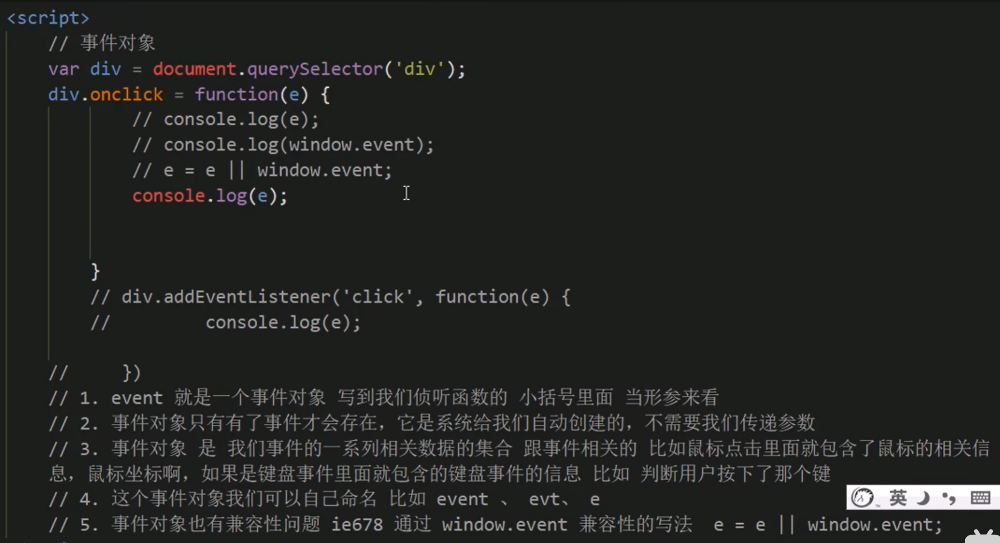 <script>
// 事件对象
var div = document.querySelector('div');
div.onclick = function(e) {
// console.log(e);
// console.log(window.event);
// e = e || window.event;
console.log(e);
}
// div.addEventListener('click', function(e) {
// console.log(e);
// })
// 1. event 就是一个事件对象 写到我们侦听函数的 小括号里面 当形参来看
// 2. 事件对象只有有了事件才会存在，它是系统给我们自动创建的，不需要我们传递参数
// 3. 事件对象 是 我们事件的一系列相关数据的集合 跟事件相关的 比如鼠标点击里面就包含了鼠标的相关信
息，鼠标坐标啊，如果是键盘事件里面就包含的键盘事件的信息 比如 判断用户按下了那个键
// 4. 这个事件对象我们可以自己命名 比如 event 、 evt、 e
英
// 5. 事件对象也有兼容性问题 ie678 通过 window.event 兼容性的写法 e = e || window.event;